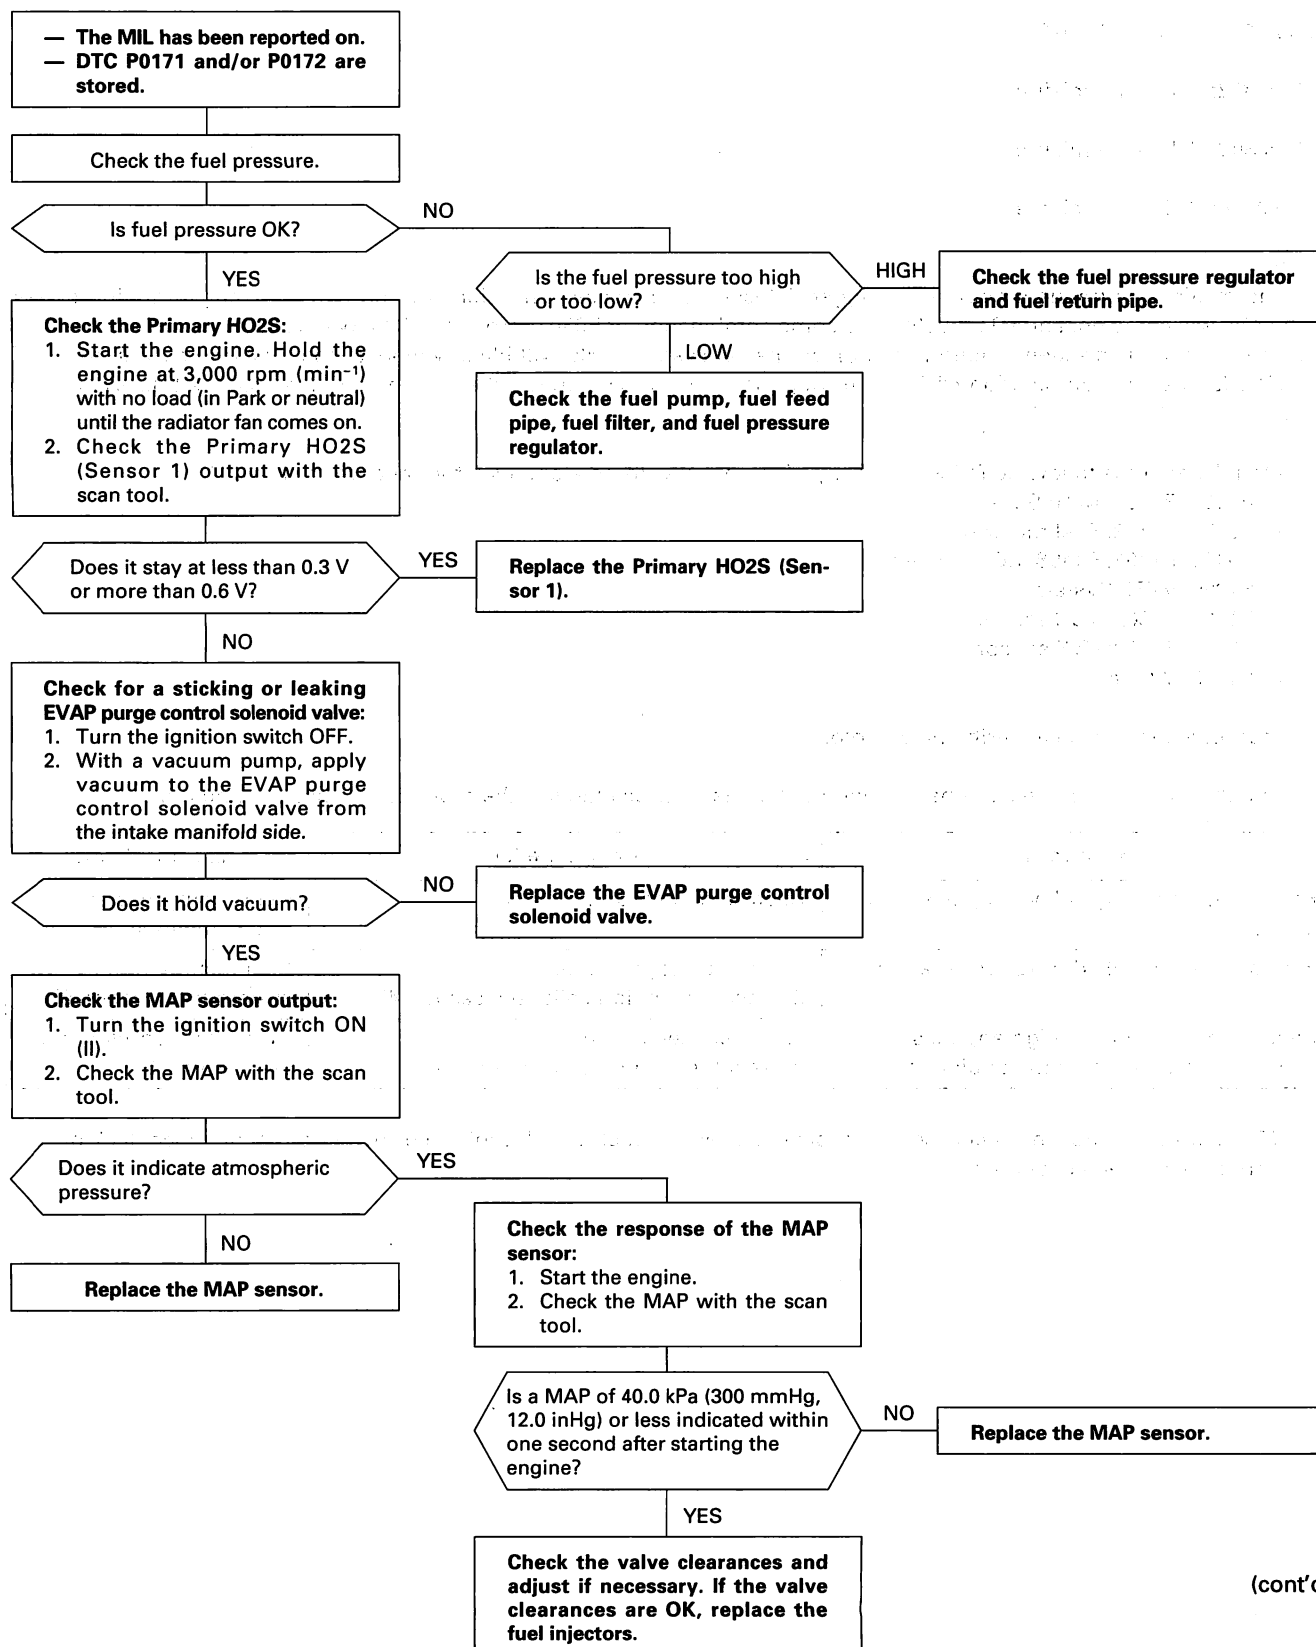 — The MIL has been reported on.
— DTC P0171 and/or P0172 are
stored.
Check the fuel pressure.
Is fuel pressure OK?
NO
YES
Is the fuel pressure too high
or too low?
HIGH
Check the fuel pressure regulator
and fuel return pipe.
LOW
Check the fuel pump, fuel feed
pipe, fuel filter, and fuel pressure
regulator.
Check the Primary HO2S:
1. Start the engine. Hold the
engine at 3,000 rpm (min⁻¹)
with no load (in Park or neutral)
until the radiator fan comes on.
2. Check the Primary HO2S
(Sensor 1) output with the
scan tool.
Does it stay at less than 0.3 V
or more than 0.6 V?
YES
Replace the Primary HO2S (Sen-
sor 1).
NO
Check for a sticking or leaking
EVAP purge control solenoid valve:
1. Turn the ignition switch OFF.
2. With a vacuum pump, apply
vacuum to the EVAP purge
control solenoid valve from
the intake manifold side.
Does it hold vacuum?
NO
Replace the EVAP purge control
solenoid valve.
YES
Check the MAP sensor output:
1. Turn the ignition switch ON
(II).
2. Check the MAP with the scan
tool.
Does it indicate atmospheric
pressure?
YES
NO
Replace the MAP sensor.
Check the response of the MAP
sensor:
1. Start the engine.
2. Check the MAP with the scan
tool.
Is a MAP of 40.0 kPa (300 mmHg,
12.0 inHg) or less indicated within
one second after starting the
engine?
NO
Replace the MAP sensor.
YES
Check the valve clearances and
adjust if necessary. If the valve
clearances are OK, replace the
fuel injectors.
(cont'd